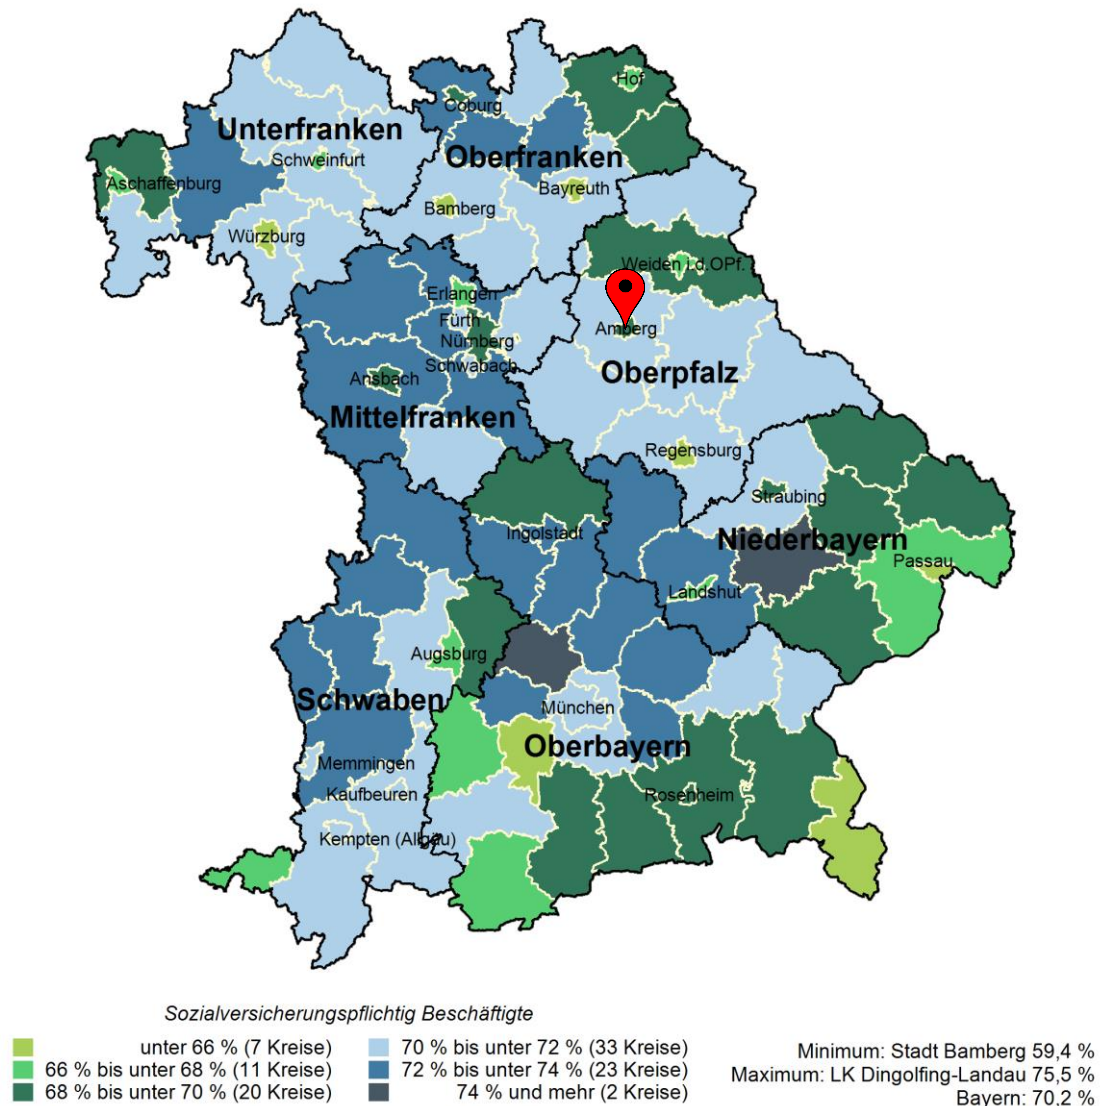 Hof
Coburg
Unterfranken
Oberfranken
Schweinfurt
Aschaffenburg
Bayreuth
Bamberg
Würzburg
Weiden i.d.OPf.
Erlangen
Fürth
Amberg
Nürnberg
Schwabach
Oberpfalz
Ansbach
Mittelfranken
Regensburg
Straubing
Ingolstadt
Niederbayern
Passau
Landshut
Augsburg
Schwaben
München
Oberbayern
Memmingen
Kaufbeuren
Rosenheim
Kempten (Allgäu)
Sozialversicherungspflichtig Beschäftigte
unter 66 % (7 Kreise)
66 % bis unter 68 % (11 Kreise)
68 % bis unter 70 % (20 Kreise)
70 % bis unter 72 % (33 Kreise)
72 % bis unter 74 % (23 Kreise)
74 % und mehr (2 Kreise)
Minimum: Stadt Bamberg 59,4 %
Maximum: LK Dingolfing-Landau 75,5 %
Bayern: 70,2 %